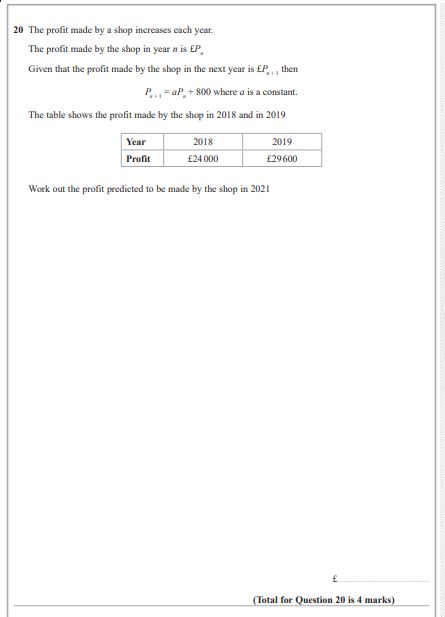 20 The profit made by a shop increases each year.
The profit made by the shop in year n is £Pₙ
Given that the profit made by the shop in the next year is £Pₙ₊₁ then
Pₙ₊₁ = aPₙ + 800 where a is a constant.
The table shows the profit made by the shop in 2018 and in 2019
Year 2018 2019
Profit £24 000 £29 600
Work out the profit predicted to be made by the shop in 2021
£
(Total for Question 20 is 4 marks)